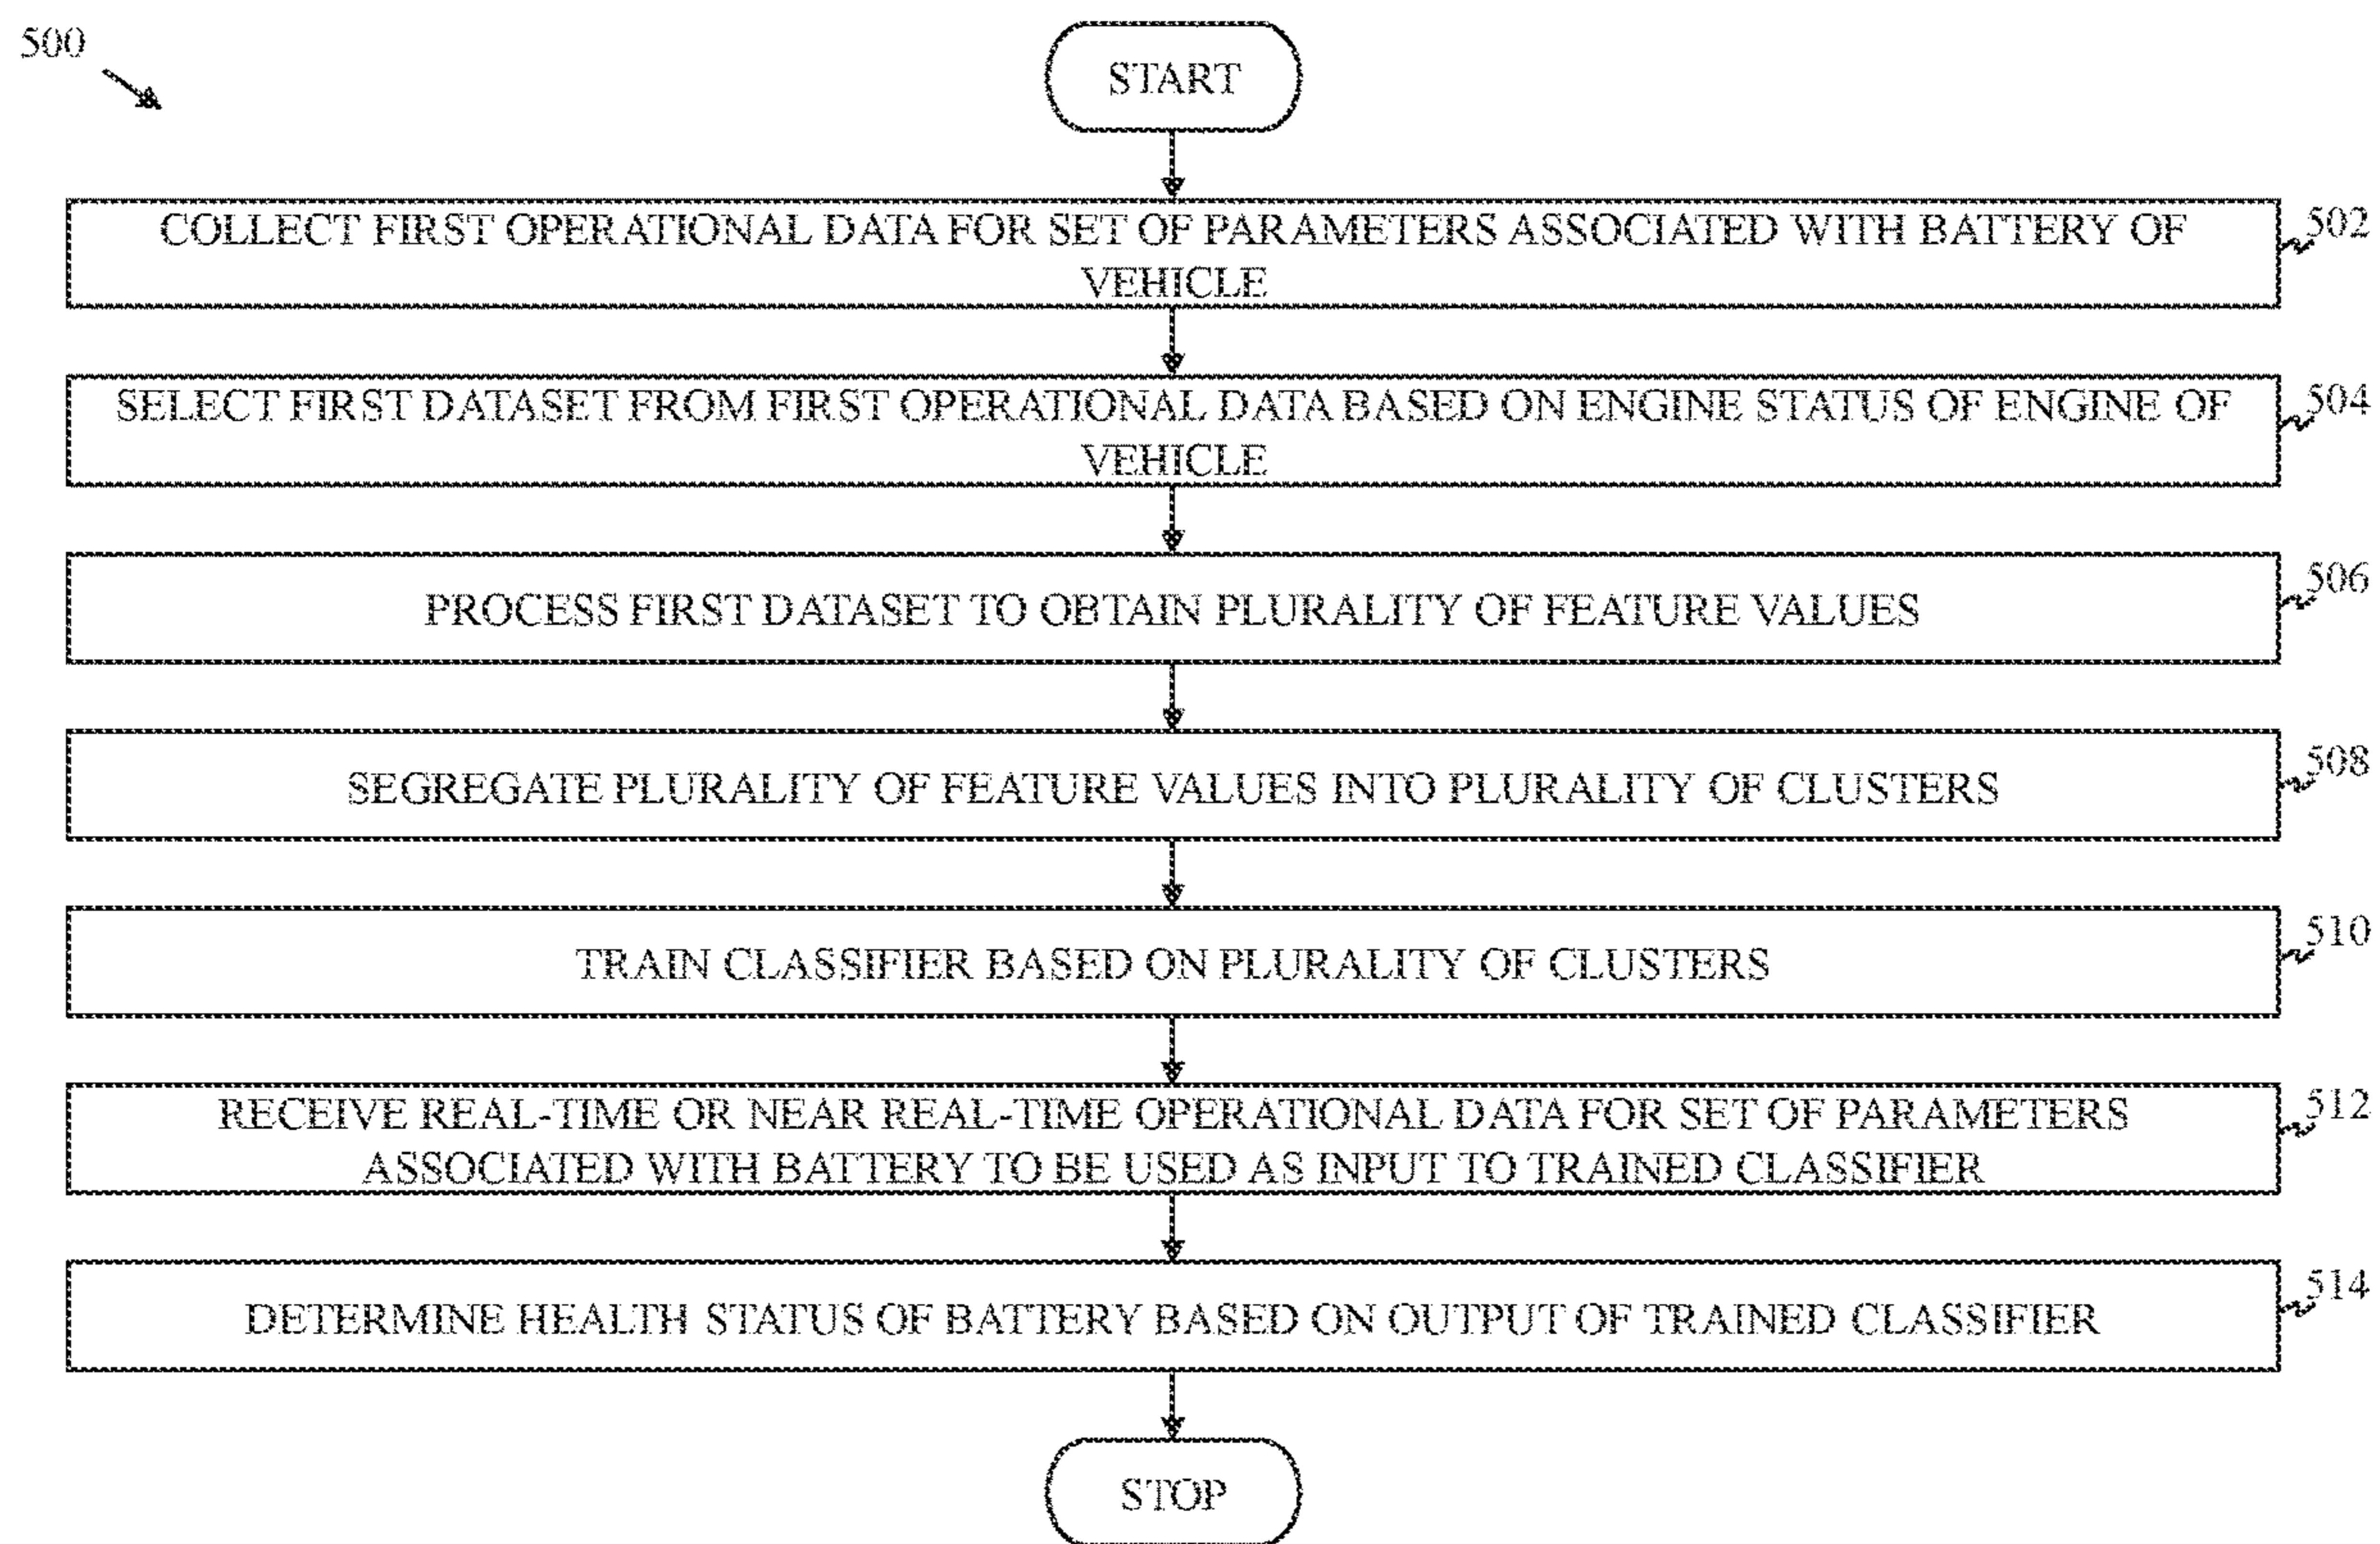 500
START
COLLECT FIRST OPERATIONAL DATA FOR SET OF PARAMETERS ASSOCIATED WITH BATTERY OF
VEHICLE
502
SELECT FIRST DATASET FROM FIRST OPERATIONAL DATA BASED ON ENGINE STATUS OF ENGINE OF
VEHICLE
504
PROCESS FIRST DATASET TO OBTAIN PLURALITY OF FEATURE VALUES
506
SEGREGATE PLURALITY OF FEATURE VALUES INTO PLURALITY OF CLUSTERS
508
TRAIN CLASSIFIER BASED ON PLURALITY OF CLUSTERS
510
RECEIVE REAL-TIME OR NEAR REAL-TIME OPERATIONAL DATA FOR SET OF PARAMETERS
ASSOCIATED WITH BATTERY TO BE USED AS INPUT TO TRAINED CLASSIFIER
512
DETERMINE HEALTH STATUS OF BATTERY BASED ON OUTPUT OF TRAINED CLASSIFIER
514
STOP